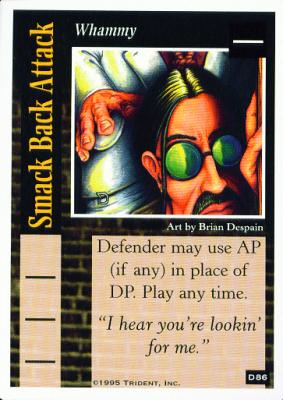 Smack Back Attack
Whammy
Art by Brian Despain
Defender may use AP
(if any) in place of
DP. Play any time.
“I hear you're lookin'
for me.”
©1995 TRIDENT, INC.
D86